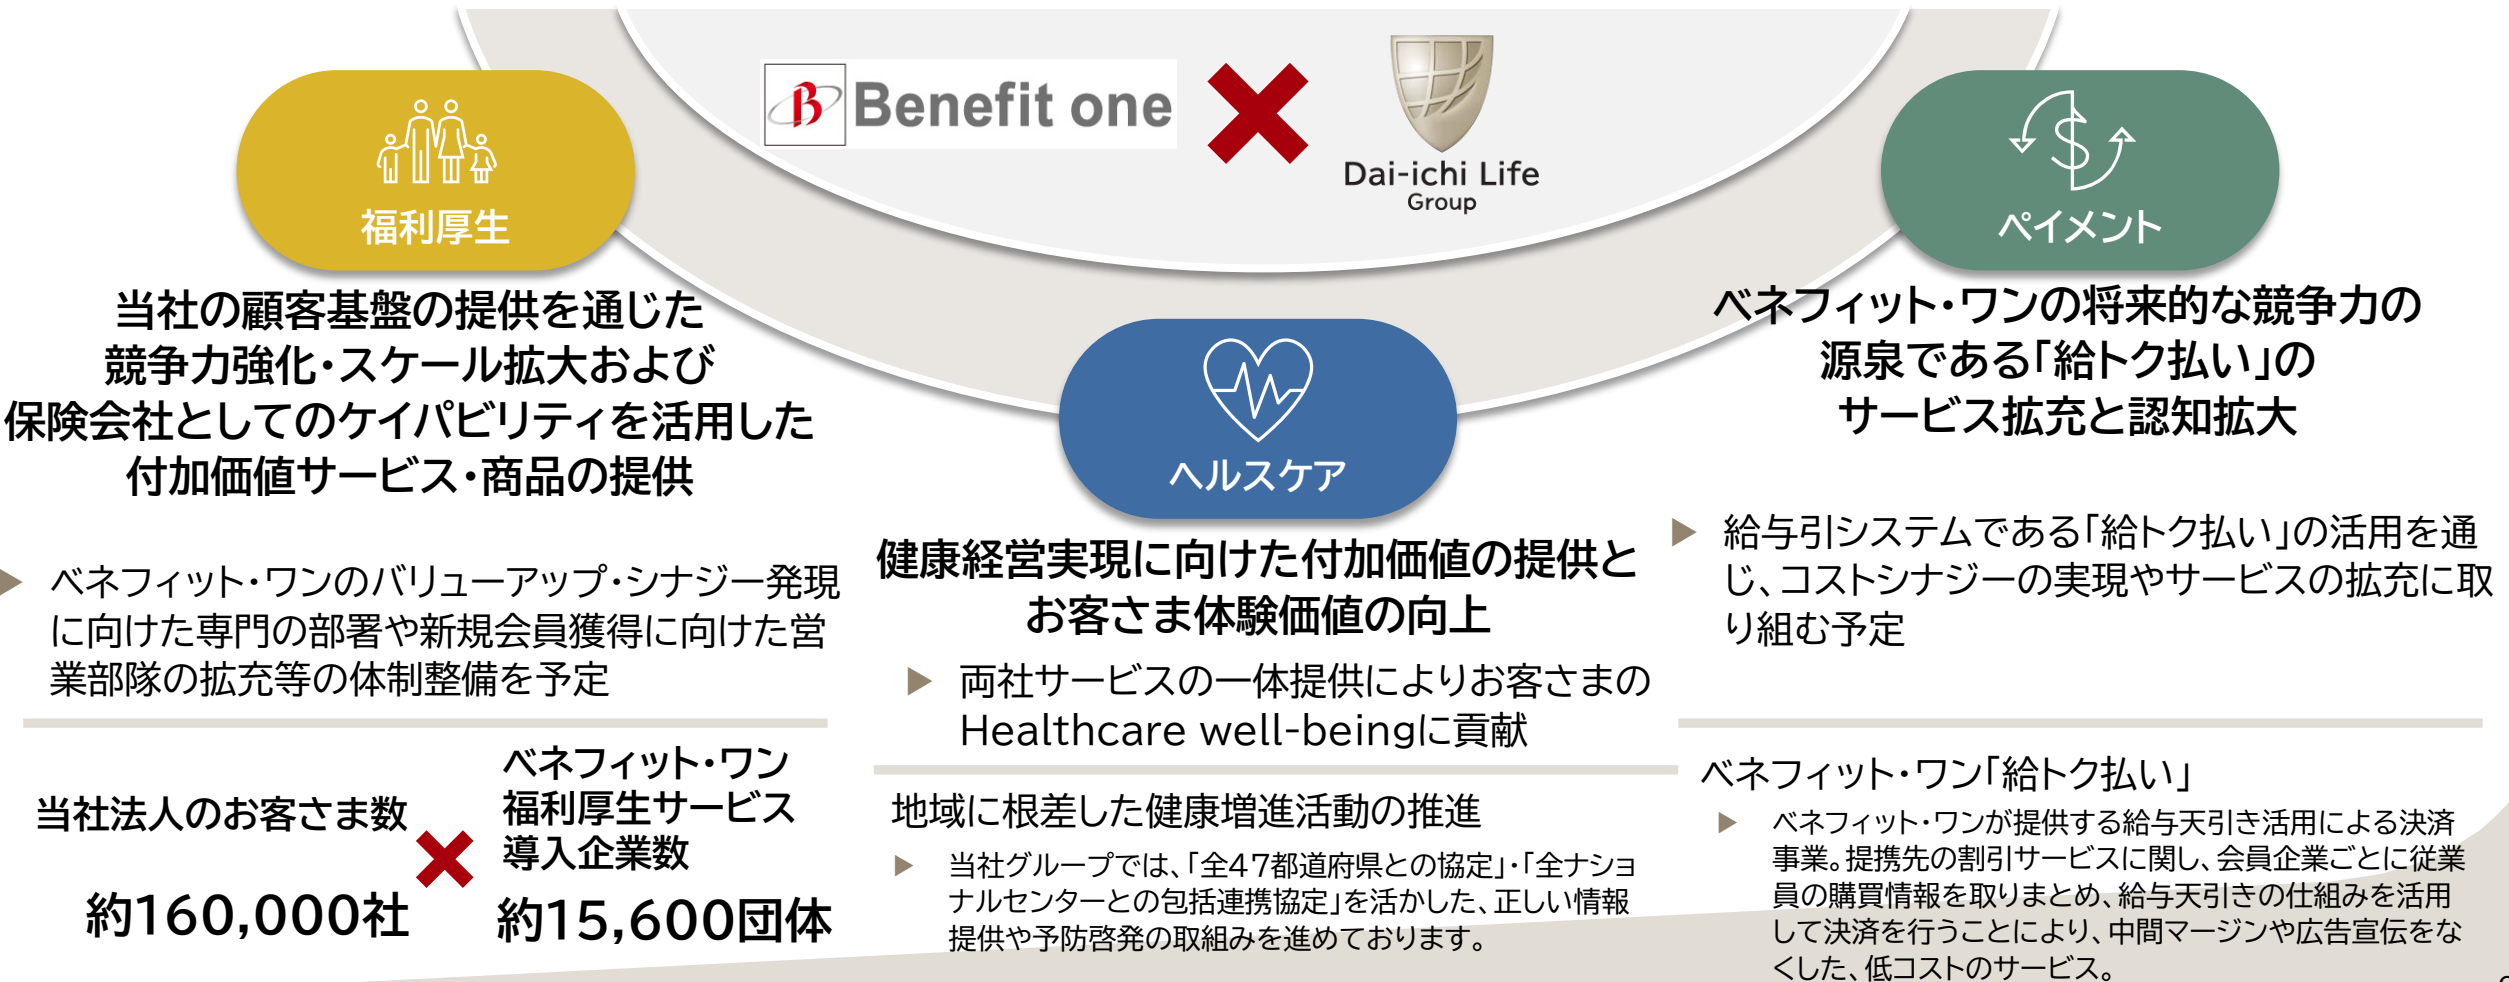 Benefit one
Dai-ichi Life
Group
福利厚生
当社の顧客基盤の提供を通じた
競争力強化・スケール拡大および
保険会社としてのケイパビリティを活用した
付加価値サービス・商品の提供
ベネフィット・ワンのバリューアップ・シナジー発現
に向けた専門の部署や新規会員獲得に向けた営
業部隊の拡充等の体制整備を予定
当社法人のお客さま数
約160,000社
ベネフィット・ワン
福利厚生サービス
導入企業数
約15,600団体
ヘルスケア
健康経営実現に向けた付加価値の提供と
お客さま体験価値の向上
両社サービスの一体提供によりお客さまの
Healthcare well-beingに貢献
地域に根差した健康増進活動の推進
当社グループでは、「全47都道府県との協定」・「全ナショ
ナルセンターとの包括連携協定」を活かした、正しい情報
提供や予防啓発の取組みを進めております。
ペイメント
ベネフィット・ワンの将来的な競争力の
源泉である「給トク払い」の
サービス拡充と認知拡大
給与引システムである「給トク払い」の活用を通
じ、コストシナジーの実現やサービスの拡充に取
り組む予定
ベネフィット・ワン「給トク払い」
ベネフィット・ワンが提供する給与天引き活用による決済
事業。提携先の割引サービスに関し、会員企業ごとに従業
員の購買情報を取りまとめ、給与天引きの仕組みを活用
して決済を行うことにより、中間マージンや広告宣伝をな
くした、低コストのサービス。